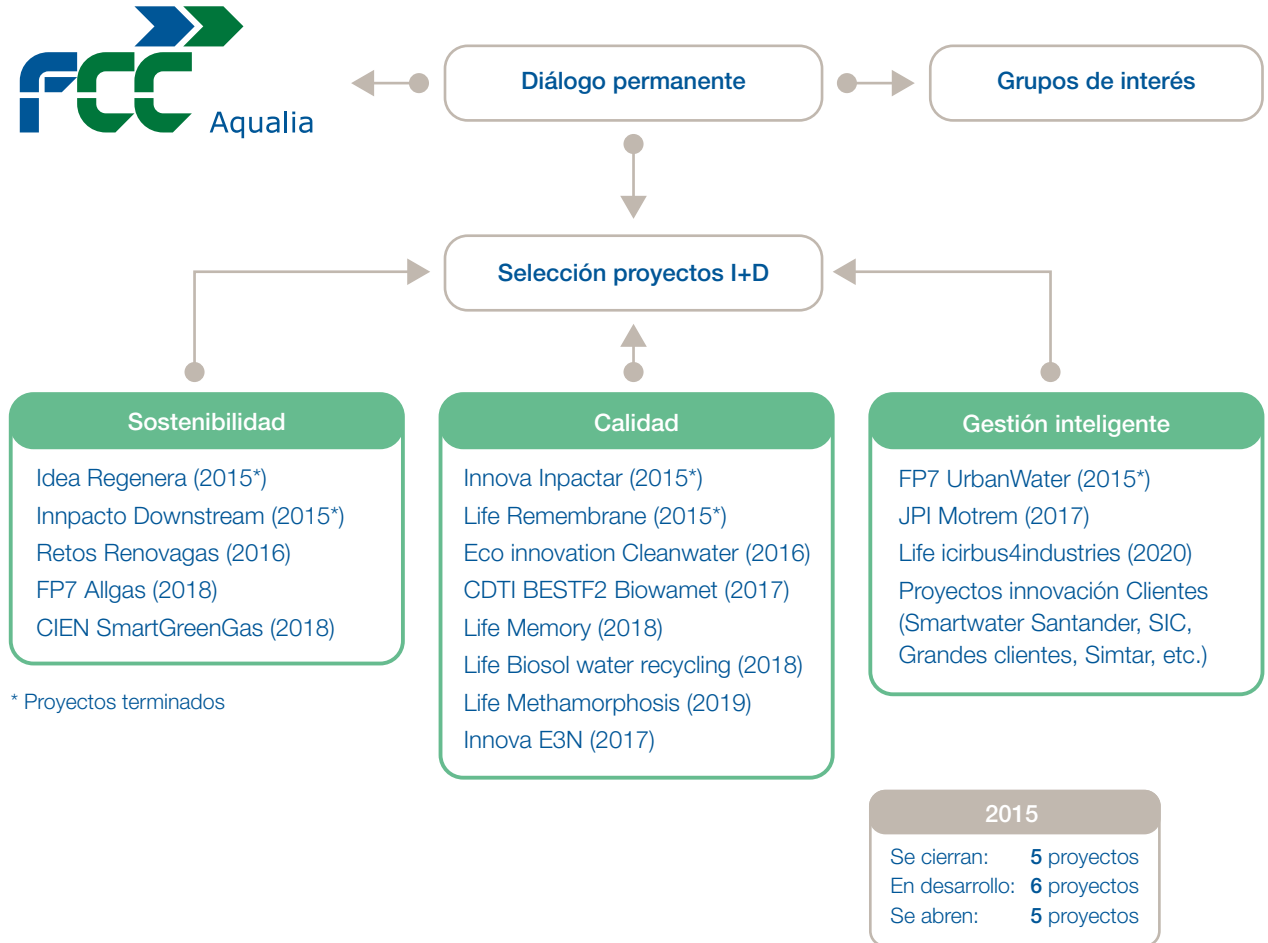 FCC
Aqualia
Diálogo permanente
Grupos de interés
Selección proyectos I+D
Sostenibilidad
Idea Regenera (2015*)
Innpacto Downstream (2015*)
Retos Renovagas (2016)
FP7 Allgas (2018)
CIEN SmartGreenGas (2018)
* Proyectos terminados
Calidad
Innova Inpactar (2015*)
Life Remembrane (2015*)
Eco innovation Cleanwater (2016)
CDTI BESTF2 Biowamet (2017)
Life Memory (2018)
Life Biosol water recycling (2018)
Life Methamorphosis (2019)
Innova E3N (2017)
Gestión inteligente
FP7 UrbanWater (2015*)
JPI Motrem (2017)
Life icirbus4industries (2020)
Proyectos innovación Clientes
(Smartwater Santander, SIC,
Grandes clientes, Simtar, etc.)
2015
Se cierran: 5 proyectos
En desarrollo: 6 proyectos
Se abren: 5 proyectos